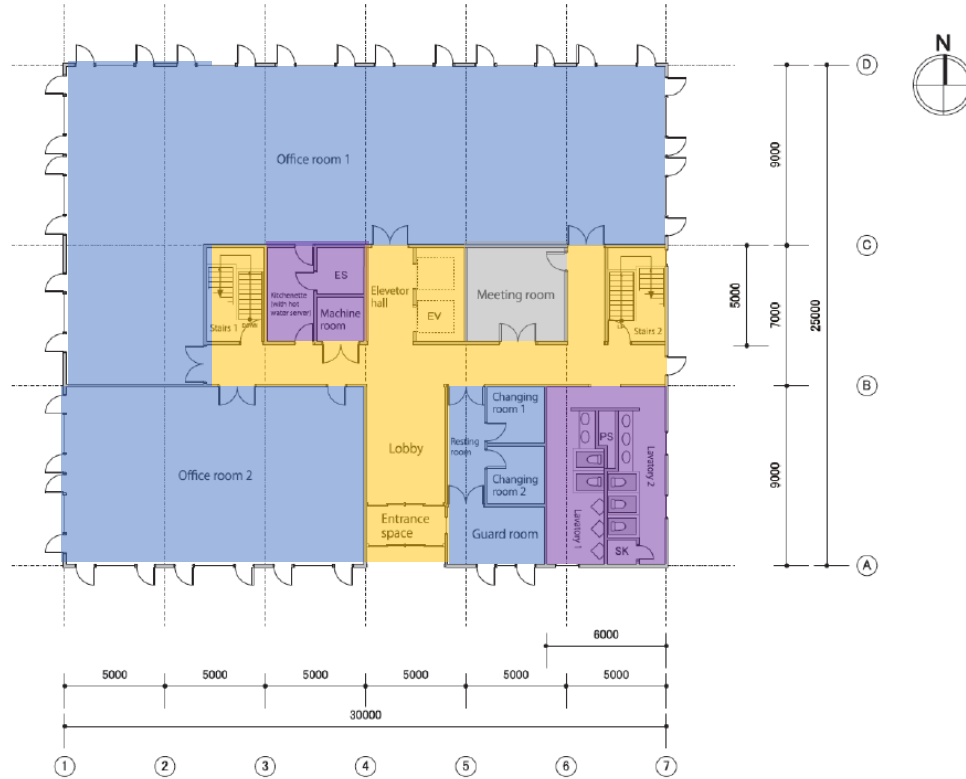 N
D
Office room 1
9000
C
ES
Kitchenette
(with hot
water server)
Machine
room
Stairs 1
Elevetor
hall
EV
Meeting room
Stairs 2
5000
7000
25000
B
Office room 2
Lobby
Entrance
space
Resting
room
Changing
room 1
Changing
room 2
Guard room
PS
Lavatory 2
Lavatory 1
SK
9000
A
6000
5000
5000
5000
5000
5000
5000
30000
1
2
3
4
5
6
7